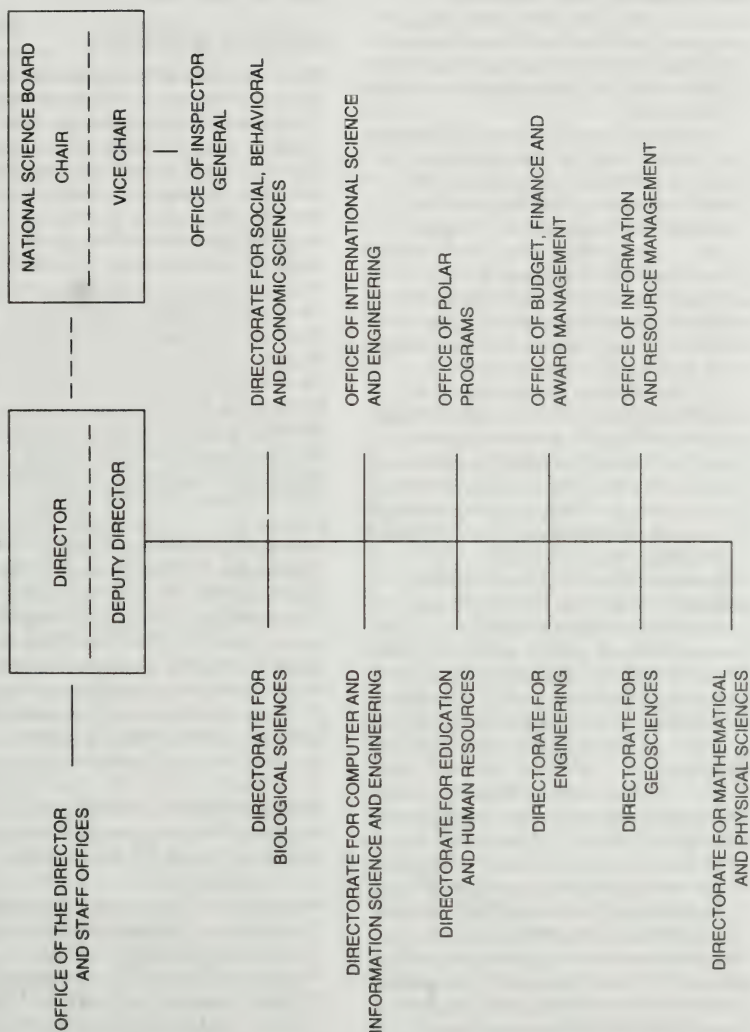 NATIONAL SCIENCE BOARD
CHAIR
VICE CHAIR
OFFICE OF INSPECTOR
GENERAL
DIRECTOR
DEPUTY DIRECTOR
OFFICE OF THE DIRECTOR
AND STAFF OFFICES
DIRECTORATE FOR
BIOLOGICAL SCIENCES
DIRECTORATE FOR SOCIAL, BEHAVIORAL
AND ECONOMIC SCIENCES
DIRECTORATE FOR COMPUTER AND
INFORMATION SCIENCE AND ENGINEERING
OFFICE OF INTERNATIONAL SCIENCE
AND ENGINEERING
DIRECTORATE FOR EDUCATION
AND HUMAN RESOURCES
OFFICE OF POLAR
PROGRAMS
DIRECTORATE FOR
ENGINEERING
OFFICE OF BUDGET, FINANCE AND
AWARD MANAGEMENT
DIRECTORATE FOR
GEOSCIENCES
OFFICE OF INFORMATION
AND RESOURCE MANAGEMENT
DIRECTORATE FOR MATHEMATICAL
AND PHYSICAL SCIENCES